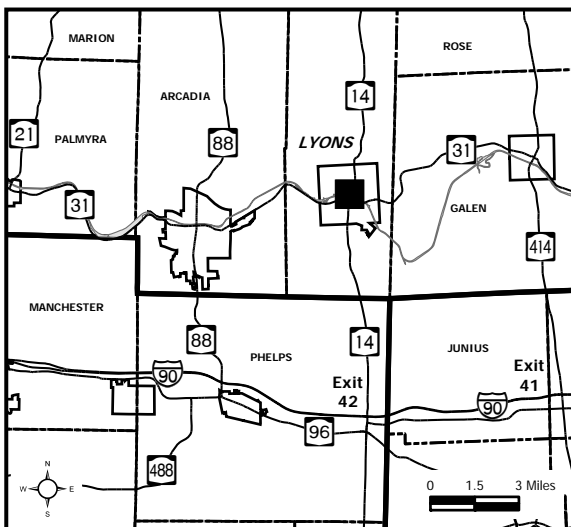 MARION
ROSE
ARCADIA
14
LYONS
21
PALMYRA
88
31
31
GALEN
414
MANCHESTER
88
PHELPS
14
JUNIUS
90
Exit
42
Exit
41
90
96
488
N
W
E
S
0 1.5 3 Miles